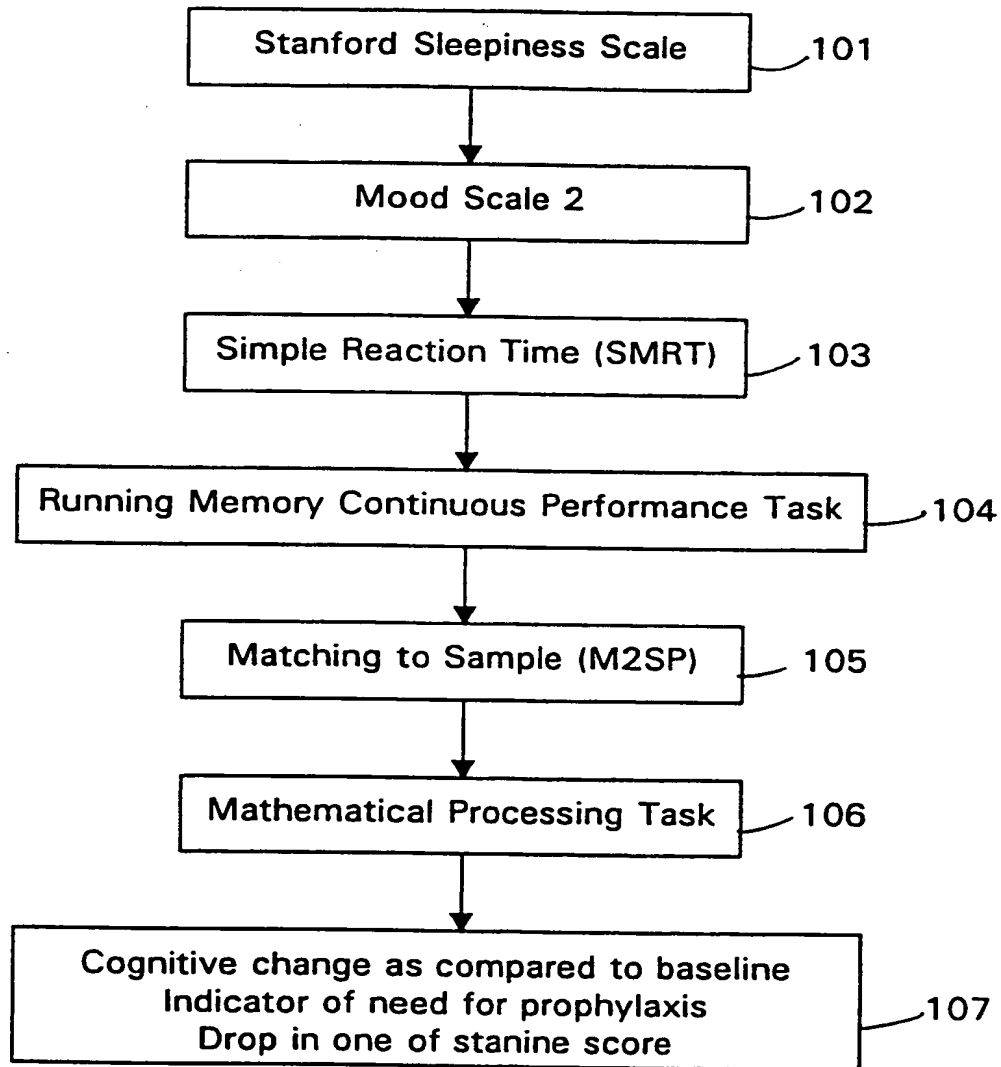 Stanford Sleepiness Scale
101
Mood Scale 2
102
Simple Reaction Time (SMRT)
103
Running Memory Continuous Performance Task
104
Matching to Sample (M2SP)
105
Mathematical Processing Task
106
Cognitive change as compared to baseline
Indicator of need for prophylaxis
Drop in one of stanine score
107